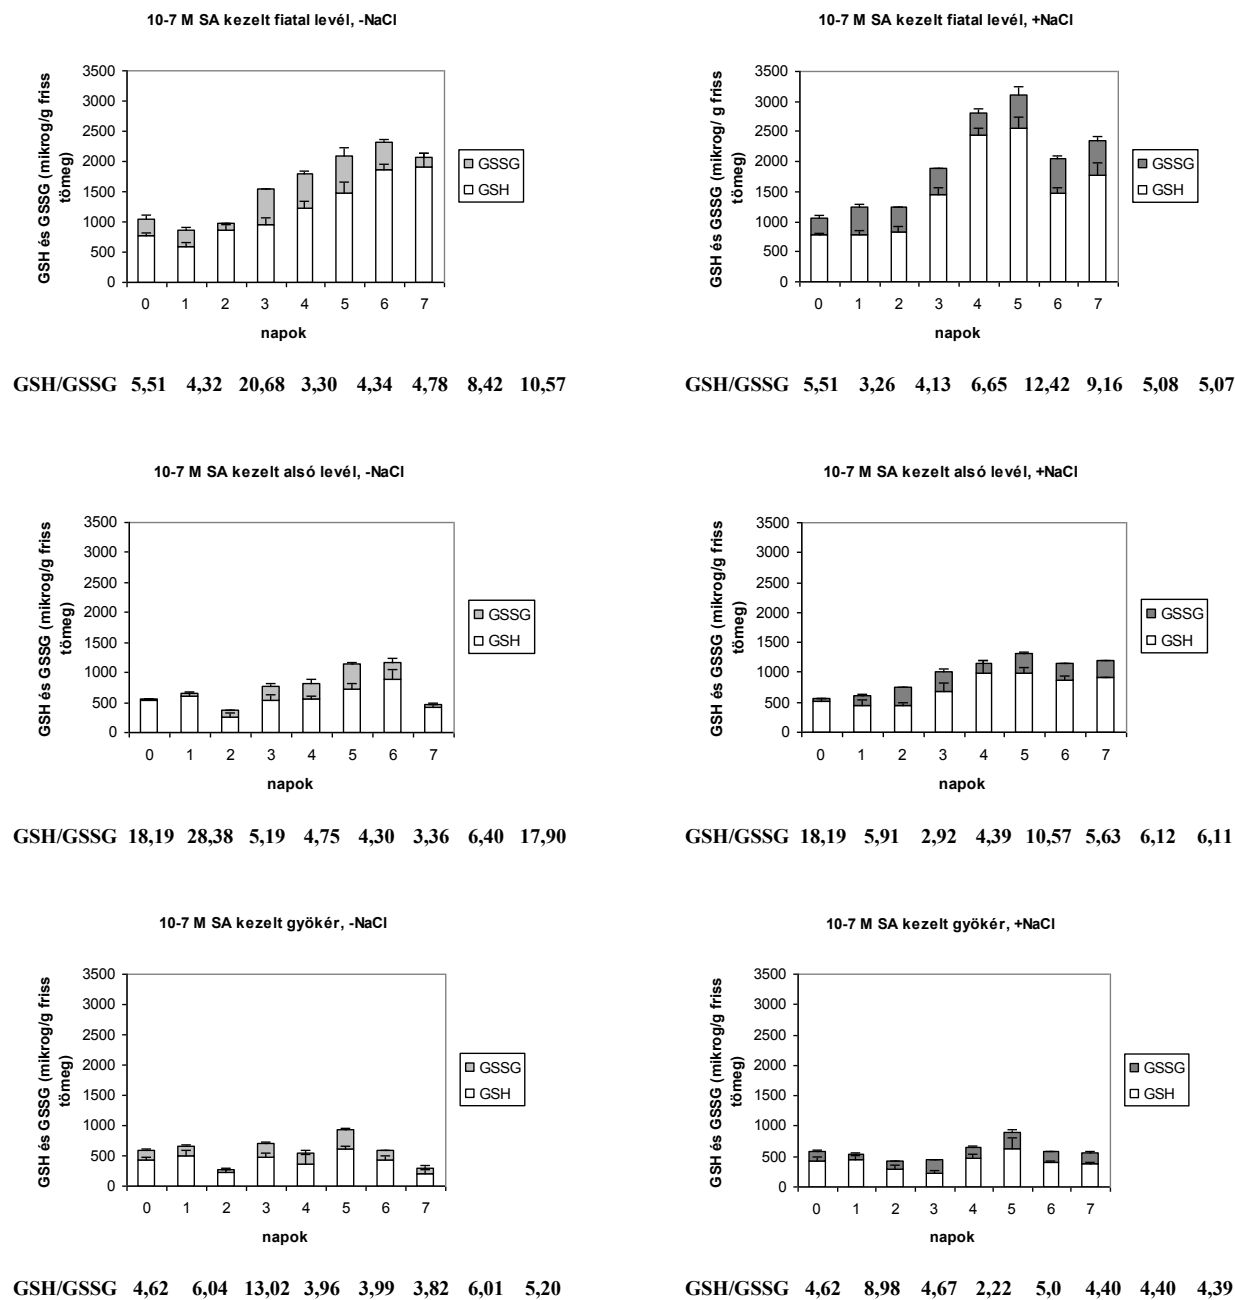 10-7 M SA kezelt fiatal levél, -NaCl
GSH és GSSG (mikrog/g friss
tömeg)
3500
3000
2500
2000
1500
1000
500
0
0 1 2 3 4 5 6 7
napok
GSSG
GSH
GSH/GSSG 5,51 4,32 20,68 3,30 4,34 4,78 8,42 10,57
10-7 M SA kezelt fiatal levél, +NaCl
GSH és GSSG (mikrog/ g friss
tömeg)
3500
3000
2500
2000
1500
1000
500
0
0 1 2 3 4 5 6 7
napok
GSSG
GSH
GSH/GSSG 5,51 3,26 4,13 6,65 12,42 9,16 5,08 5,07
10-7 M SA kezelt alsó levél, -NaCl
GSH és GSSG (mikrog/g friss
tömeg)
3500
3000
2500
2000
1500
1000
500
0
0 1 2 3 4 5 6 7
napok
GSSG
GSH
GSH/GSSG 18,19 28,38 5,19 4,75 4,30 3,36 6,40 17,90
10-7 M SA kezelt alsó levél, +NaCl
GSH és GSSG (mikrog/g friss
tömeg)
3500
3000
2500
2000
1500
1000
500
0
0 1 2 3 4 5 6 7
napok
GSSG
GSH
GSH/GSSG 18,19 5,91 2,92 4,39 10,57 5,63 6,12 6,11
10-7 M SA kezelt gyökér, -NaCl
GSH és GSSG (mikrog/g friss
tömeg)
3500
3000
2500
2000
1500
1000
500
0
0 1 2 3 4 5 6 7
napok
GSSG
GSH
GSH/GSSG 4,62 6,04 13,02 3,96 3,99 3,82 6,01 5,20
10-7 M SA kezelt gyökér, +NaCl
GSH és GSSG (mikrog/g friss
tömeg)
3500
3000
2500
2000
1500
1000
500
0
0 1 2 3 4 5 6 7
napok
GSSG
GSH
GSH/GSSG 4,62 8,98 4,67 2,22 5,0 4,40 4,40 4,39